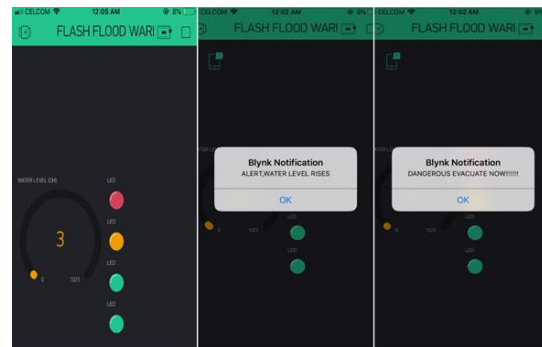 CELCOM 12:05 AM 8%
FLASH FLOOD WARI
WATER LEVEL (CM)
LED
3
LED
0 1023
LED
LED
CELCOM 12:02 AM
FLASH FLOOD WARI
Blynk Notification
ALERT,WATER LEVEL RISES
OK
LED
1023
LED
CELCOM 12:02 AM
FLASH FLOOD WARI
Blynk Notification
DANGEROUS EVACUATE NOW!!!!!!
OK
LED
1023
LED